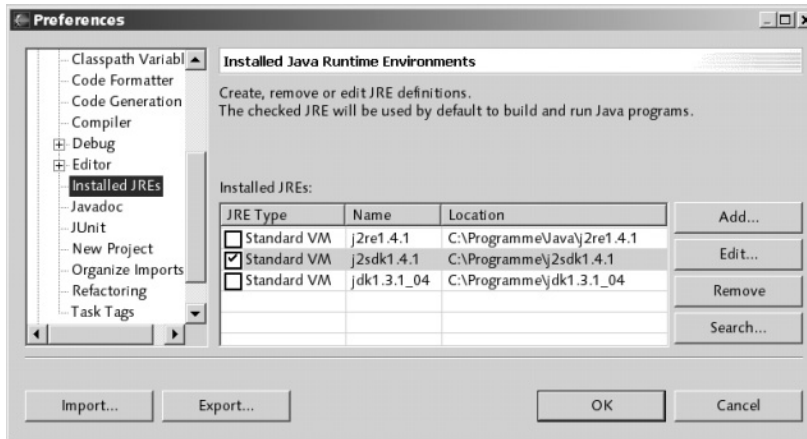 Preferences
Classpath Variabl
Code Formatter
Code Generation
Compiler
Debug
Editor
Installed JREs
Javadoc
JUnit
New Project
Organize Imports
Refactoring
Task Tags
Installed Java Runtime Environments
Create, remove or edit JRE definitions.
The checked JRE will be used by default to build and run Java programs.
Installed JREs:
JRE Type Name Location
Standard VM j2re1.4.1 C:\Programme\Java\j2re1.4.1
Standard VM j2sdk1.4.1 C:\Programme\j2sdk1.4.1
Standard VM jdk1.3.1_04 C:\Programme\jdk1.3.1_04
Add...
Edit...
Remove
Search...
Import... Export... OK Cancel